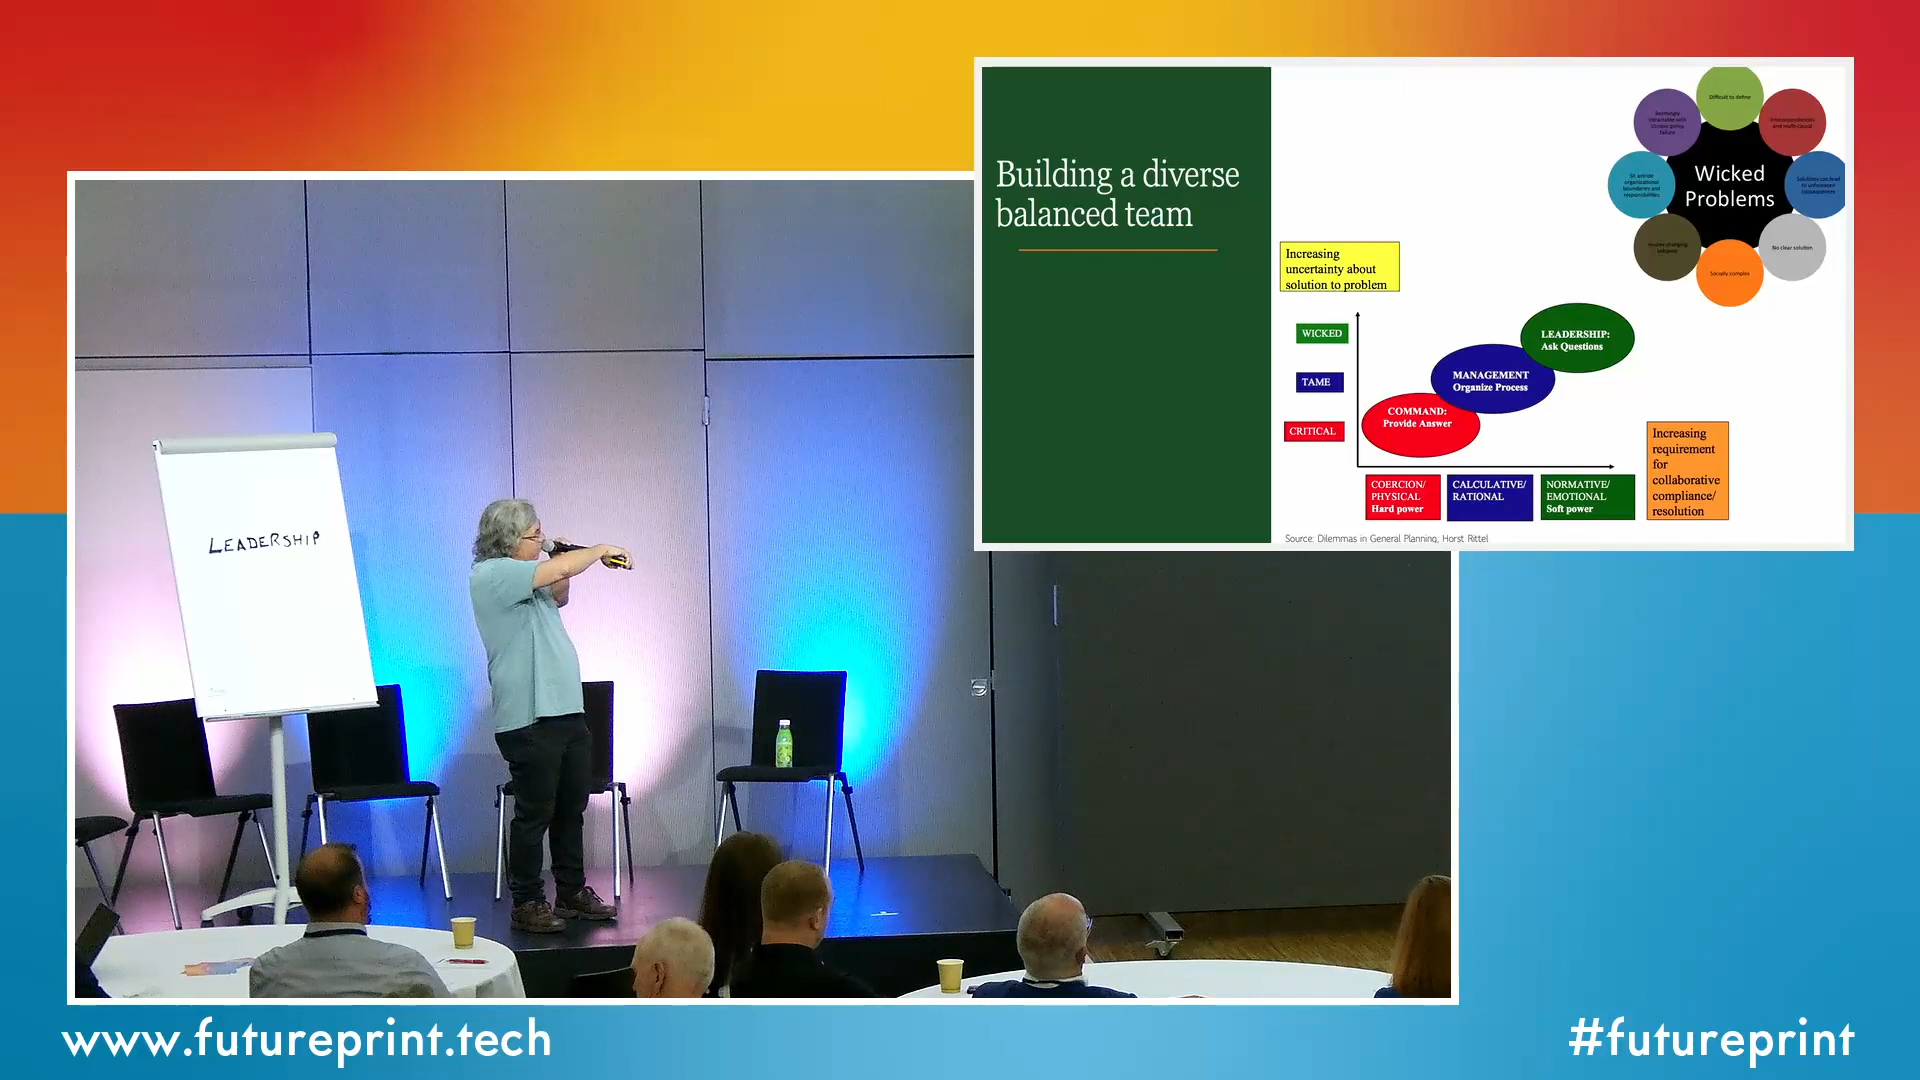 Building a diverse
balanced team
Difficult to define
Seemingly
intractable with
chronic policy
failure
Interdependencies
and multi-causal
Wicked
Problems
Sit astride
organizational
boundaries and
responsibilities
Solutions can lead
to unforeseen
consequences
Involve changing
behavior
No clear solution
Socially complex
Increasing
uncertainty about
solution to problem
WICKED
TAME
CRITICAL
LEADERSHIP:
Ask Questions
MANAGEMENT
Organize Process
COMMAND:
Provide Answer
COERCION/
PHYSICAL
Hard power
CALCULATIVE/
RATIONAL
NORMATIVE/
EMOTIONAL
Soft power
Increasing
requirement
for
collaborative
compliance/
resolution
Source: Dilemmas in General Planning, Horst Rittel
LEADERSHIP
www.futureprint.tech
#futureprint